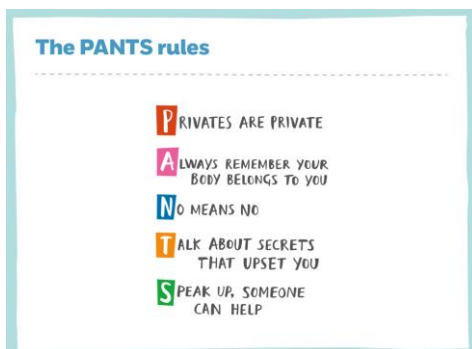 The PANTS rules
PRIVATES ARE PRIVATE
ALWAYS REMEMBER YOUR
BODY BELONGS TO YOU
NO MEANS NO
TALK ABOUT SECRETS
THAT UPSET YOU
SPEAK UP, SOMEONE
CAN HELP